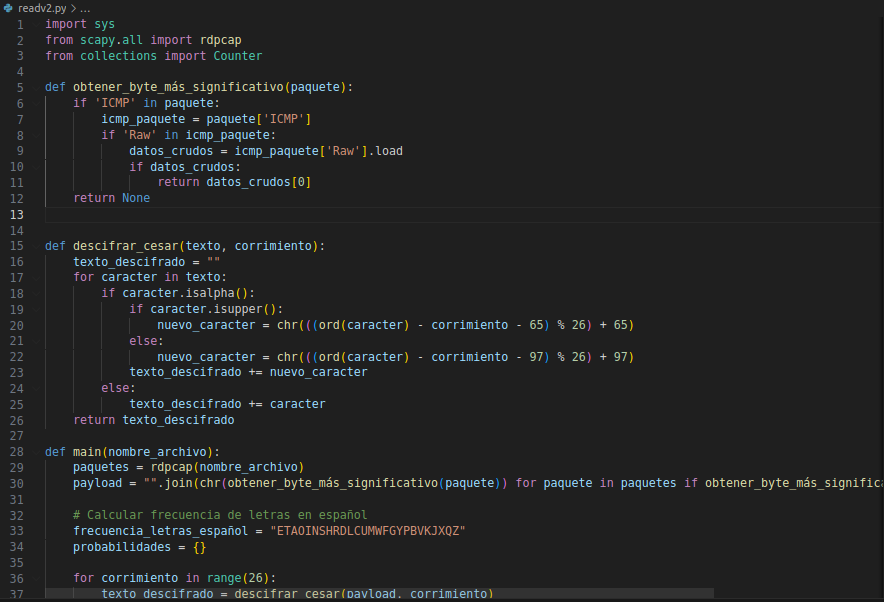 readv2.py > ...
1 import sys
2 from scapy.all import rdpcap
3 from collections import Counter
4
5 def obtener_byte_más_significativo(paquete):
6     if 'ICMP' in paquete:
7         icmp_paquete = paquete['ICMP']
8         if 'Raw' in icmp_paquete:
9             datos_crudos = icmp_paquete['Raw'].load
10             if datos_crudos:
11                 return datos_crudos[0]
12     return None
13
14
15 def descifrar_cesar(texto, corrimiento):
16     texto_descifrado = ""
17     for caracter in texto:
18         if caracter.isalpha():
19             if caracter.isupper():
20                 nuevo_caracter = chr(((ord(caracter) - corrimiento - 65) % 26) + 65)
21             else:
22                 nuevo_caracter = chr(((ord(caracter) - corrimiento - 97) % 26) + 97)
23             texto_descifrado += nuevo_caracter
24         else:
25             texto_descifrado += caracter
26     return texto_descifrado
27
28 def main(nombre_archivo):
29     paquetes = rdpcap(nombre_archivo)
30     payload = "".join(chr(obtener_byte_más_significativo(paquete)) for paquete in paquetes if obtener_byte_más_significa
31
32     # Calcular frecuencia de letras en español
33     frecuencia_letras_español = "ETAOINSHRDLCUMWFGYPBVKJXQZ"
34     probabilidades = {}
35
36     for corrimiento in range(26):
37         texto_descifrado = descifrar_cesar(payload, corrimiento)